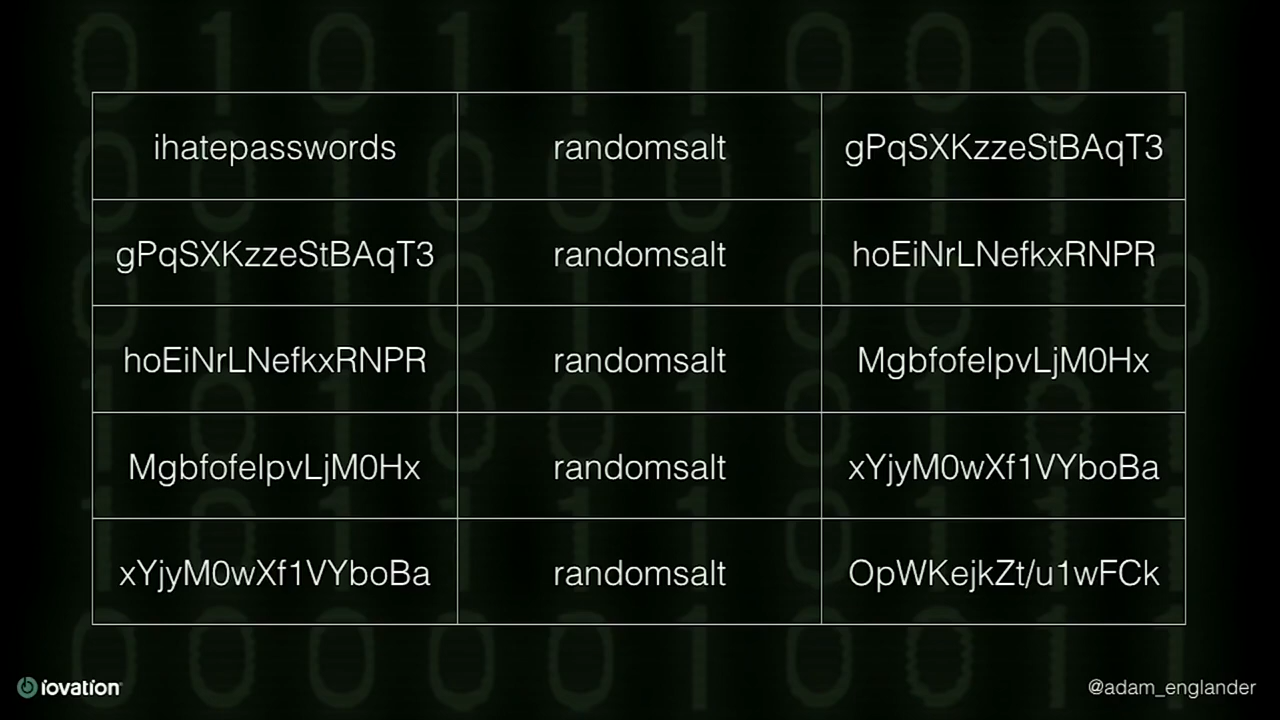 ihatepasswords randomsalt gPqSXKzzeStBAqT3
gPqSXKzzeStBAqT3 randomsalt hoEiNrLNefkxRNPR
hoEiNrLNefkxRNPR randomsalt MgbfofelpvLjM0Hx
MgbfofelpvLjM0Hx randomsalt xYjyM0wXf1VYboBa
xYjyM0wXf1VYboBa randomsalt OpWKejkZt/u1wFCk
iovation
@adam_englander